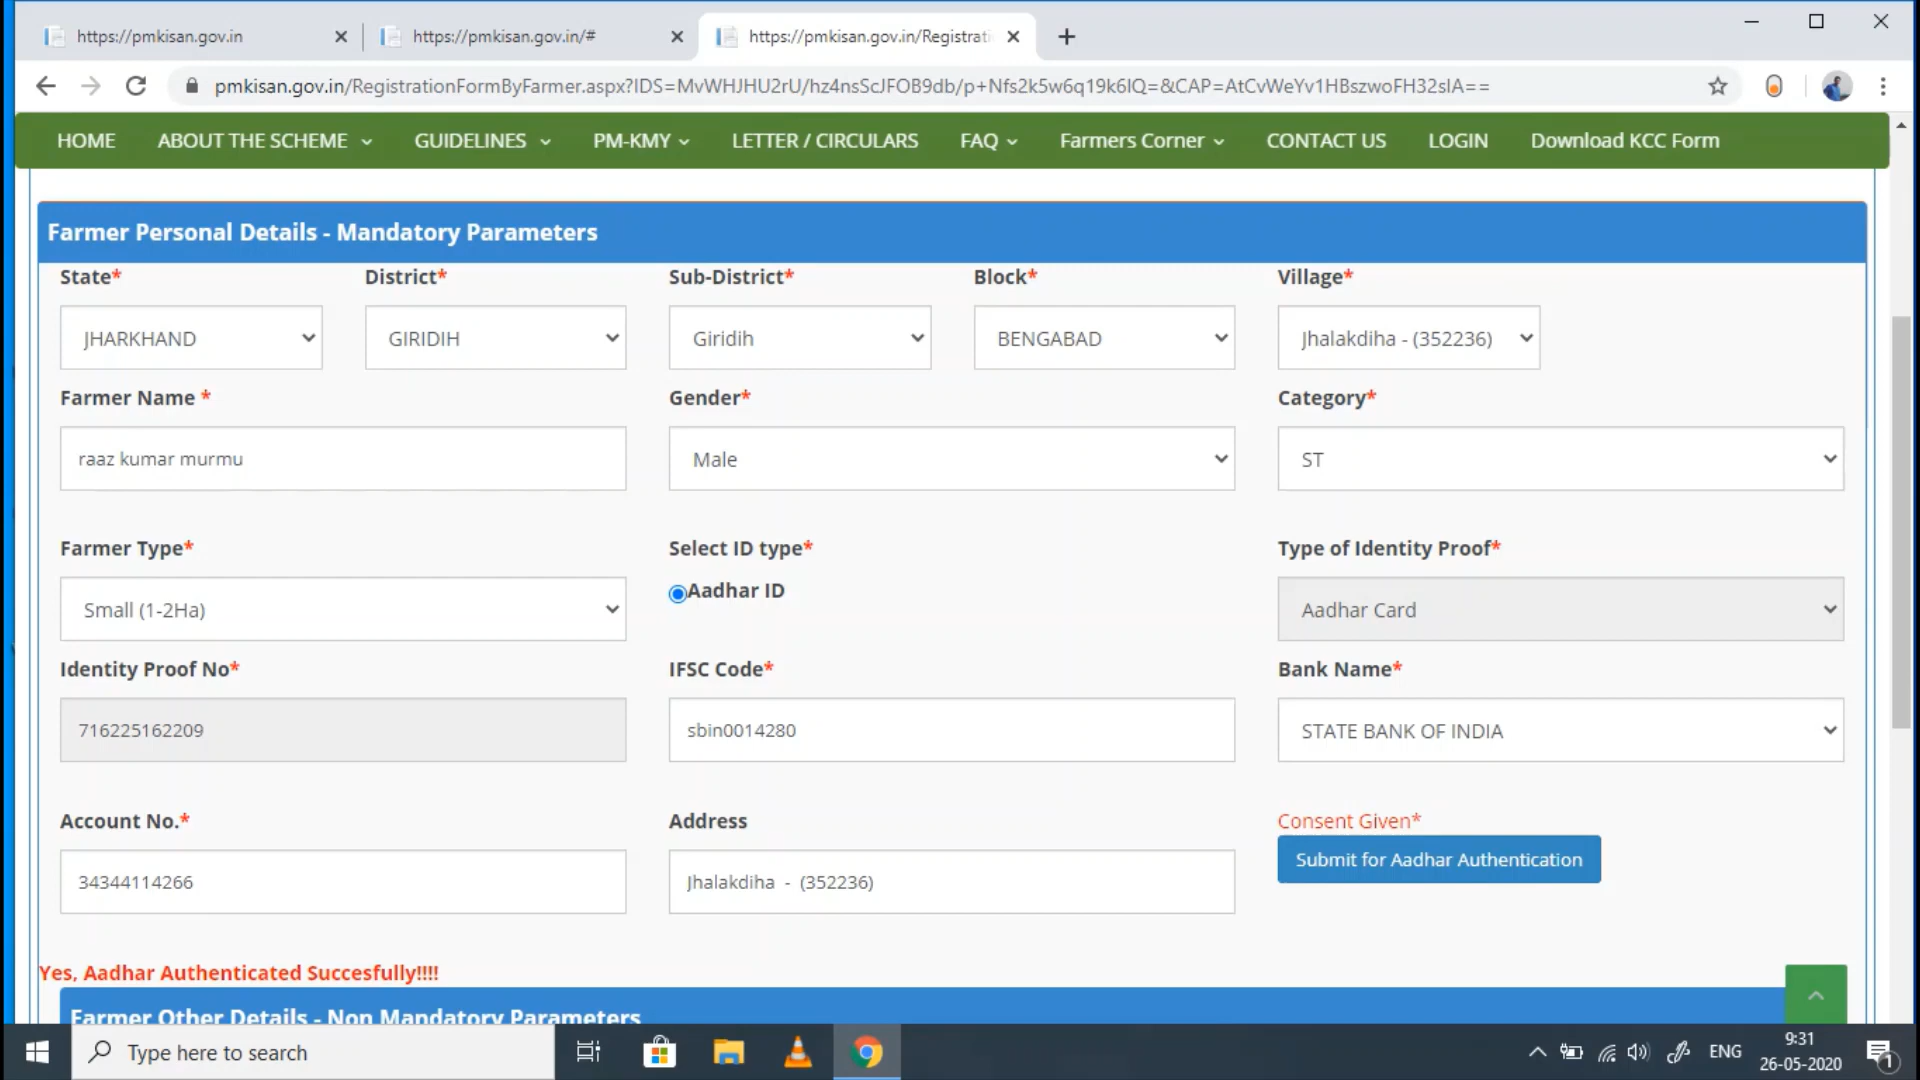 https://pmkisan.gov.in
https://pmkisan.gov.in/#
https://pmkisan.gov.in/Registrati
pmkisan.gov.in/RegistrationFormByFarmer.aspx?IDS=MvWHJHU2rU/hz4nsScJFOB9db/p+Nfs2k5w6q19k6IQ=&CAP=AtCvWeYv1HBszwoFH32sIA==
HOME ABOUT THE SCHEME GUIDELINES PM-KMY LETTER / CIRCULARS FAQ Farmers Corner CONTACT US LOGIN Download KCC Form
Farmer Personal Details - Mandatory Parameters
State* District* Sub-District* Block* Village*
JHARKHAND GIRIDIH Giridih BENGABAD Jhalakdiha - (352236)
Farmer Name * Gender* Category*
raaz kumar murmu Male ST
Farmer Type* Select ID type* Type of Identity Proof*
Small (1-2Ha) Aadhar ID Aadhar Card
Identity Proof No* IFSC Code* Bank Name*
716225162209 sbin0014280 STATE BANK OF INDIA
Account No.* Address Consent Given*
34344114266 Jhalakdiha - (352236) Submit for Aadhar Authentication
Yes, Aadhar Authenticated Succesfully!!!!
Farmer Other Details - Non Mandatory Parameters
Type here to search
ENG
9:31
26-05-2020
1